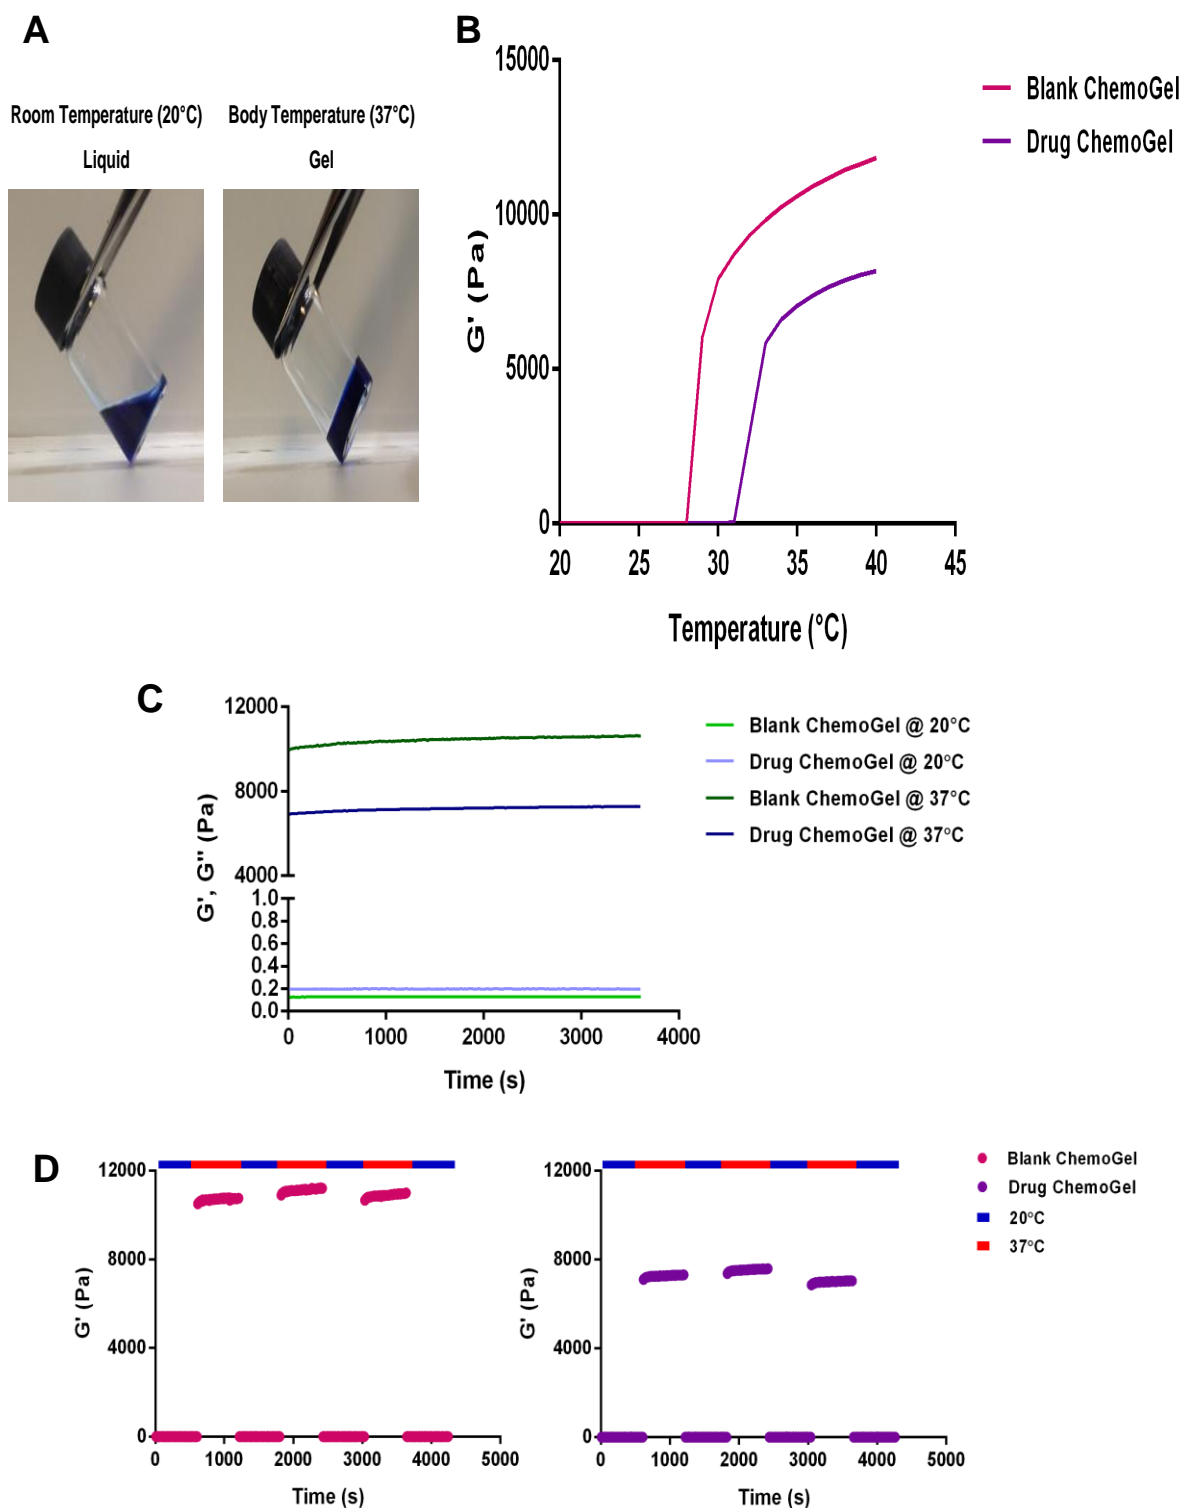 A
Room Temperature (20°C)
Liquid
Body Temperature (37°C)
Gel
B
15000
10000
5000
0
G' (Pa)
20
25
30
35
40
45
Temperature (°C)
Blank ChemoGel
Drug ChemoGel
C
12000
8000
4000
1.0
0.8
0.6
0.4
0.2
0.0
G', G'' (Pa)
0
1000
2000
3000
4000
Time (s)
Blank ChemoGel @ 20°C
Drug ChemoGel @ 20°C
Blank ChemoGel @ 37°C
Drug ChemoGel @ 37°C
D
12000
8000
4000
0
G' (Pa)
0
1000
2000
3000
4000
5000
Time (s)
12000
8000
4000
0
G' (Pa)
0
1000
2000
3000
4000
5000
Time (s)
Blank ChemoGel
Drug ChemoGel
20°C
37°C